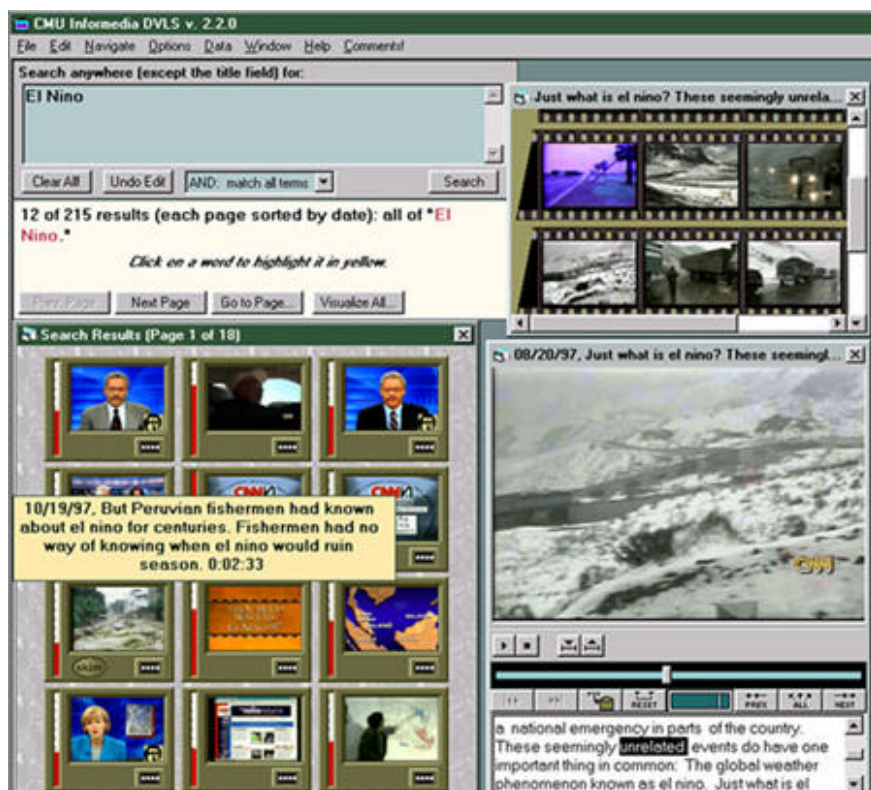 CMU Informedia DVLS v. 2.2.0
File Edit Navigate Options Data Window Help Comments!
Search anywhere (except the title field) for:
El Nino
Clear All! Undo Edit AND: match all terms Search
12 of 215 results (each page sorted by date): all of "El
Nino."
Click on a word to highlight it in yellow.
Prev. Page Next Page Go to Page... Visualize All...
Just what is el nino? These seemingly unrela...
Search Results (Page 1 of 18)
CNN
10/19/97, But Peruvian fishermen had known
about el nino for centuries. Fishermen had no
way of knowing when el nino would ruin
season. 0:02:33
skim
08/20/97, Just what is el nino? These seemingl...
CNN
RESET PREV ALL NEXT
a national emergency in parts of the country.
These seemingly unrelated events do have one
important thing in common: The global weather
phenomenon known as el nino. Just what is el